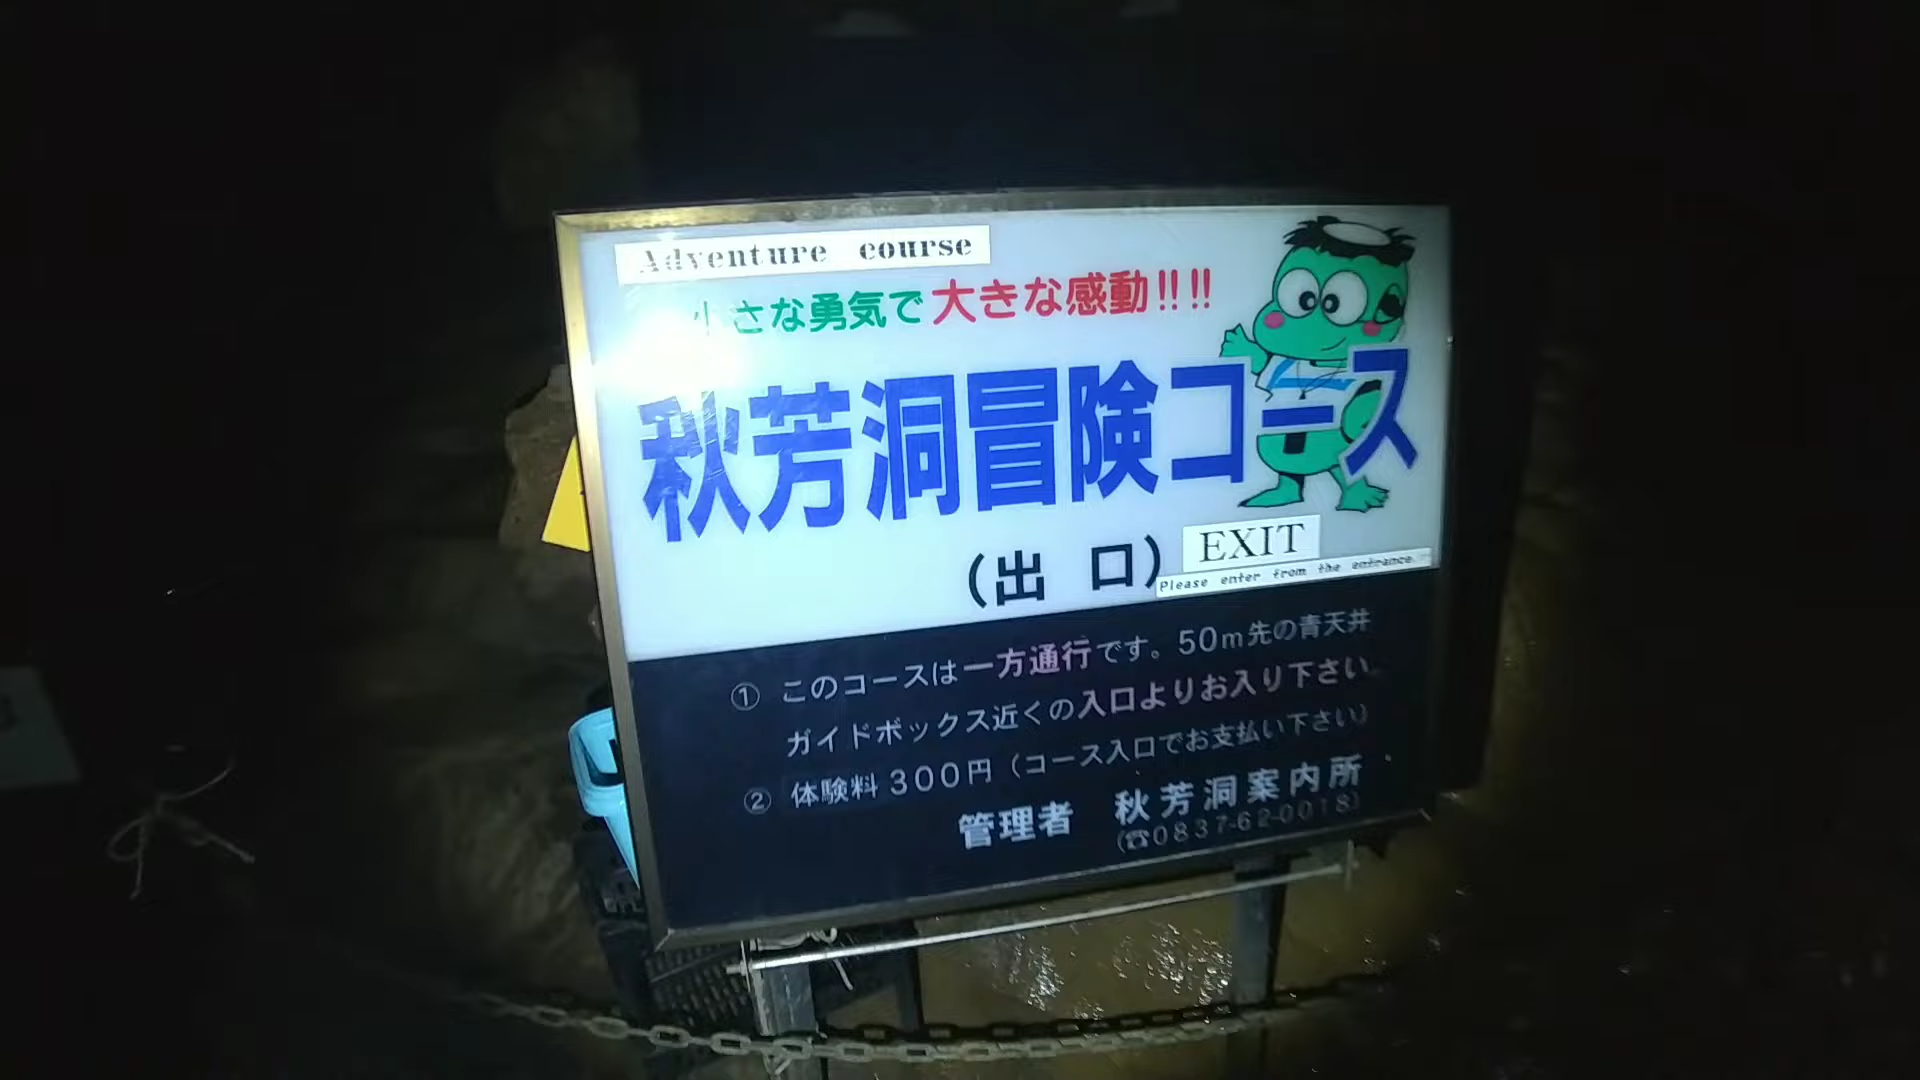 Adventure course
小さな勇気で大きな感動!!!!
秋芳洞冒険コース
(出 口)
EXIT
Please enter from the entrance.
① このコースは一方通行です。50m先の青天井
ガイドボックス近くの入口よりお入り下さい。
② 体験料300円(コース入口でお支払い下さい)
管理者 秋芳洞案内所
(☎0837-62-0018)